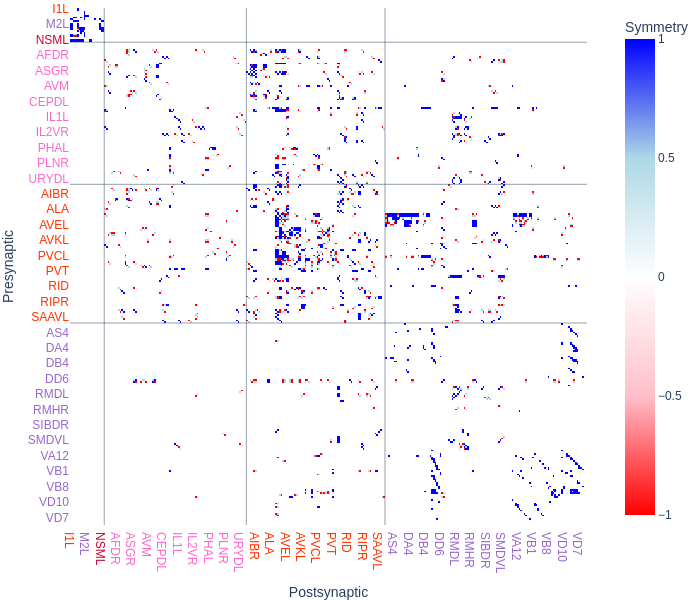 Symmetry
1
0.5
0
−0.5
−1
Presynaptic
I1L
M2L
NSML
AFDR
ASGR
AVM
CEPDL
IL1L
IL2VR
PHAL
PLNR
URYDL
AIBR
ALA
AVEL
AVKL
PVCL
PVT
RID
RIPR
SAAVL
AS4
DA4
DB4
DD6
RMDL
RMHR
SIBDR
SMDVL
VA12
VB1
VB8
VD10
VD7
I1L
M2L
NSML
AFDR
ASGR
AVM
CEPDL
IL1L
IL2VR
PHAL
PLNR
URYDL
AIBR
ALA
AVEL
AVKL
PVCL
PVT
RID
RIPR
SAAVL
AS4
DA4
DB4
DD6
RMDL
RMHR
SIBDR
SMDVL
VA12
VB1
VB8
VD10
VD7
Postsynaptic